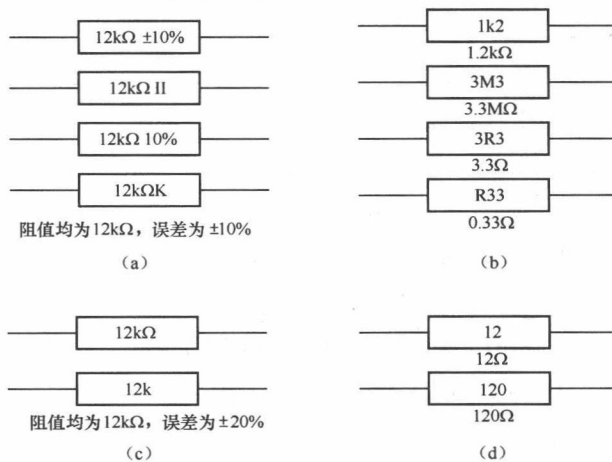 12kΩ ±10%
12kΩ II
12kΩ 10%
12kΩK
阻值均为12kΩ，误差为±10%
（a）
1k2
1.2kΩ
3M3
3.3MΩ
3R3
3.3Ω
R33
0.33Ω
（b）
12kΩ
12k
阻值均为12kΩ，误差为±20%
（c）
12
12Ω
120
120Ω
（d）